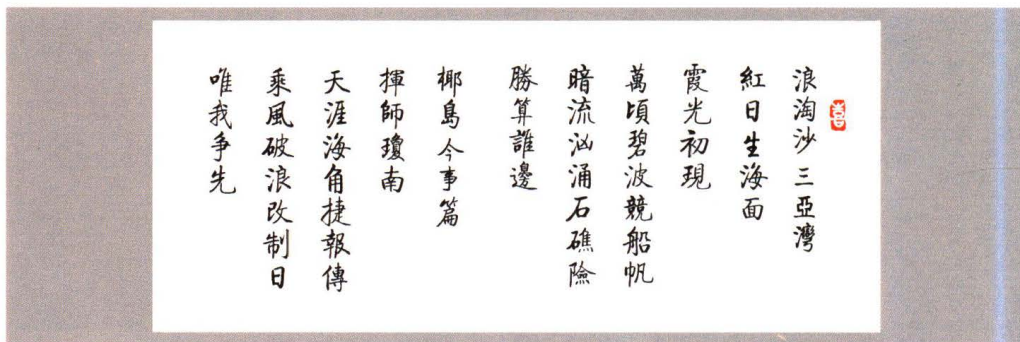 浪淘沙 三亞灣
紅日生海面
霞光初現
萬頃碧波競船帆
暗流汹涌石礁險
勝算誰邊
椰島今事篇
揮師瓊南
天涯海角捷報傳
乘風破浪改制日
唯我爭先